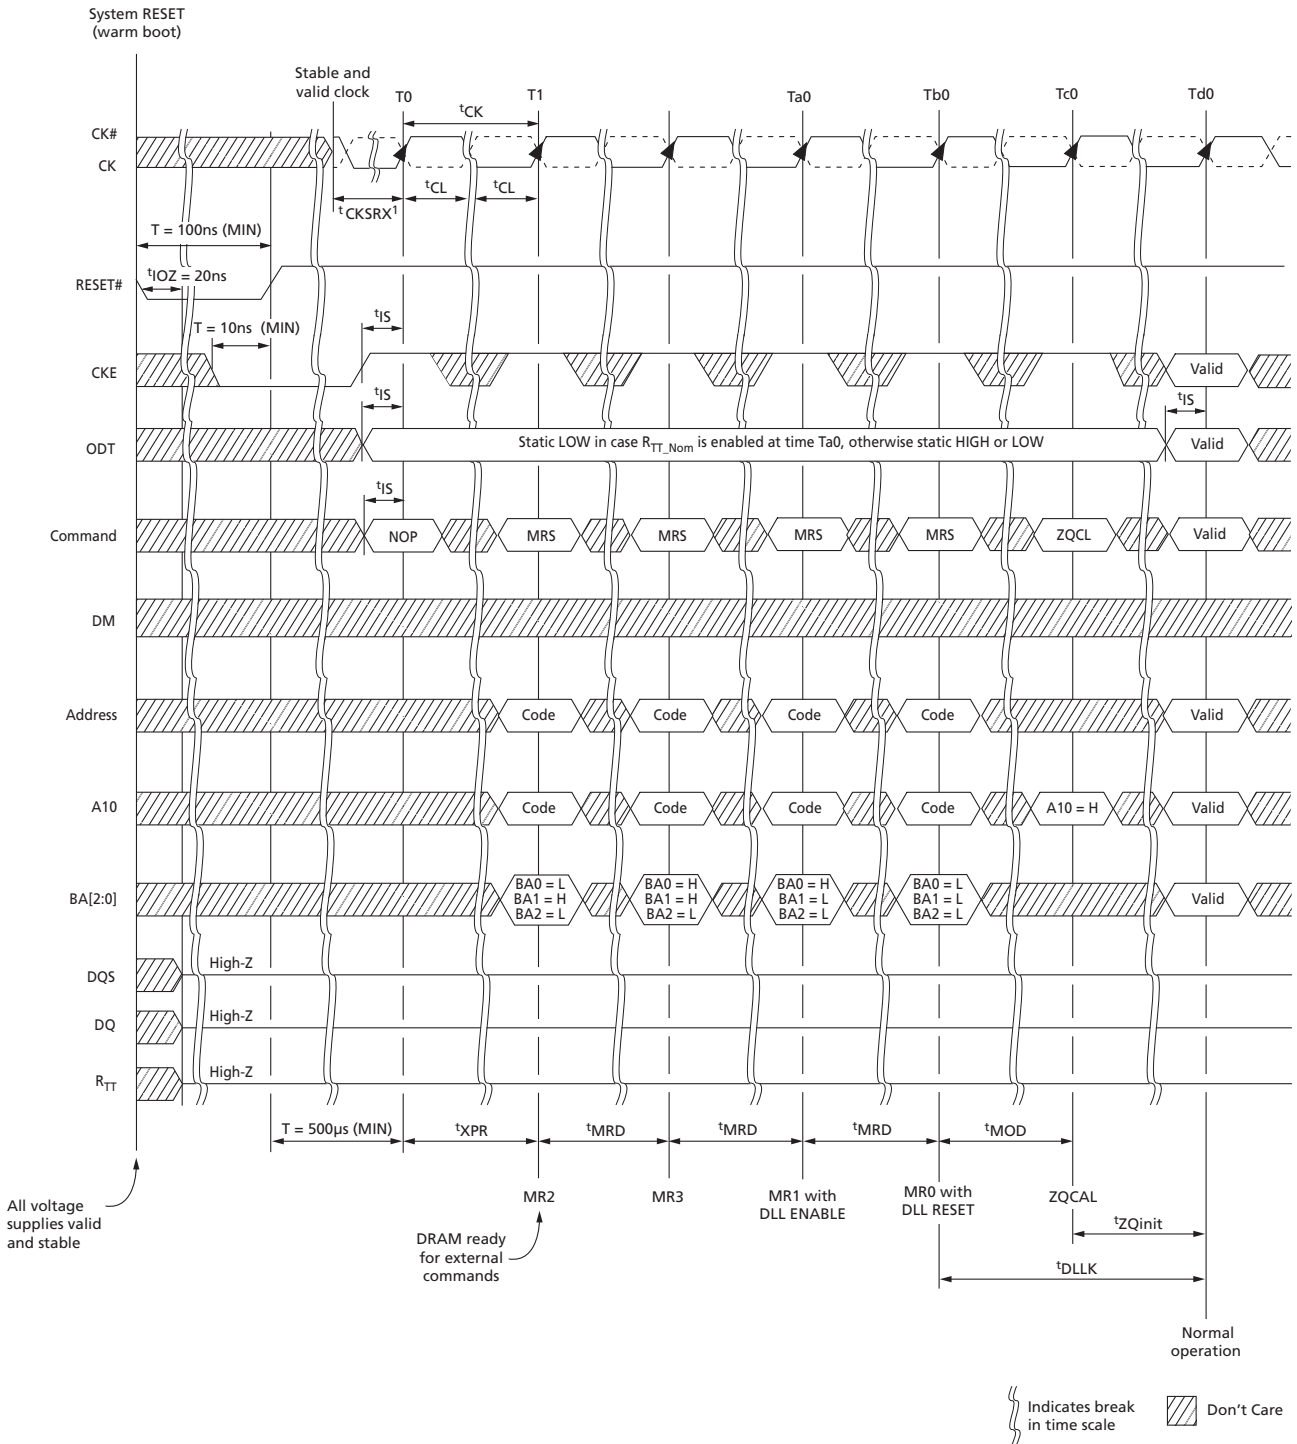 System RESET
(warm boot)
Stable and
valid clock
T0
T1
Ta0
Tb0
Tc0
Td0
tCK
CK#
CK
tCL
tCL
tCKSRX1
T = 100ns (MIN)
tIOZ = 20ns
RESET#
T = 10ns (MIN)
tIS
CKE
Valid
tIS
tIS
ODT
Static LOW in case RTT_Nom is enabled at time Ta0, otherwise static HIGH or LOW
Valid
tIS
Command
NOP
MRS
MRS
MRS
MRS
ZQCL
Valid
DM
Address
Code
Code
Code
Code
Valid
A10
Code
Code
Code
Code
A10 = H
Valid
BA[2:0]
BA0 = L
BA1 = H
BA2 = L
BA0 = H
BA1 = H
BA2 = L
BA0 = H
BA1 = L
BA2 = L
BA0 = L
BA1 = L
BA2 = L
Valid
DQS
High-Z
DQ
High-Z
RTT
High-Z
T = 500μs (MIN)
tXPR
tMRD
tMRD
tMRD
tMOD
All voltage
supplies valid
and stable
MR2
MR3
MR1 with
DLL ENABLE
MR0 with
DLL RESET
ZQCAL
DRAM ready
for external
commands
tZQinit
tDLLK
Normal
operation
Indicates break
in time scale
Don't Care